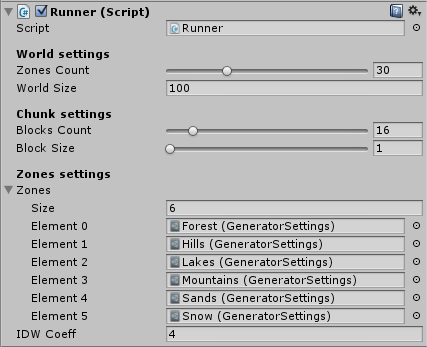 Runner (Script)
Script Runner
World settings
Zones Count 30
World Size 100
Chunk settings
Blocks Count 16
Block Size 1
Zones settings
Zones
Size 6
Element 0 Forest (GeneratorSettings)
Element 1 Hills (GeneratorSettings)
Element 2 Lakes (GeneratorSettings)
Element 3 Mountains (GeneratorSettings)
Element 4 Sands (GeneratorSettings)
Element 5 Snow (GeneratorSettings)
IDW Coeff 4